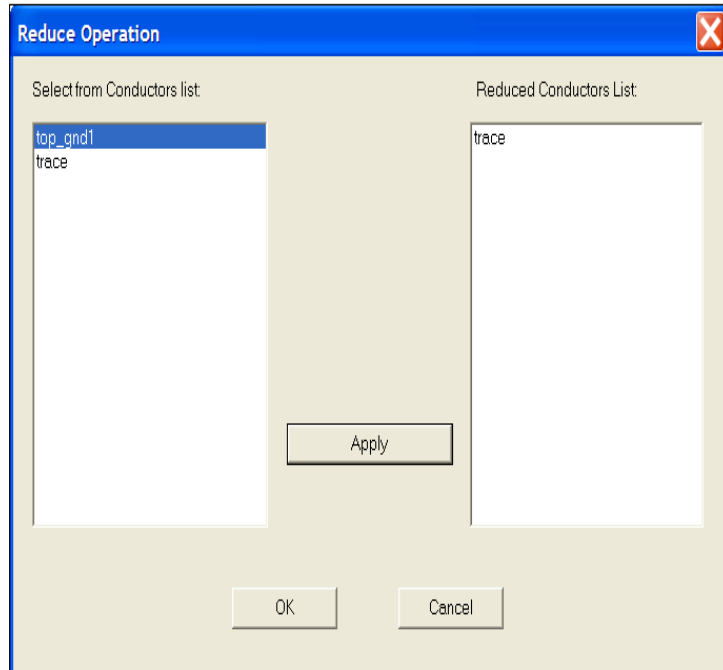 Reduce Operation
Select from Conductors list:
Reduced Conductors List:
top_gnd1
trace
trace
Apply
OK
Cancel